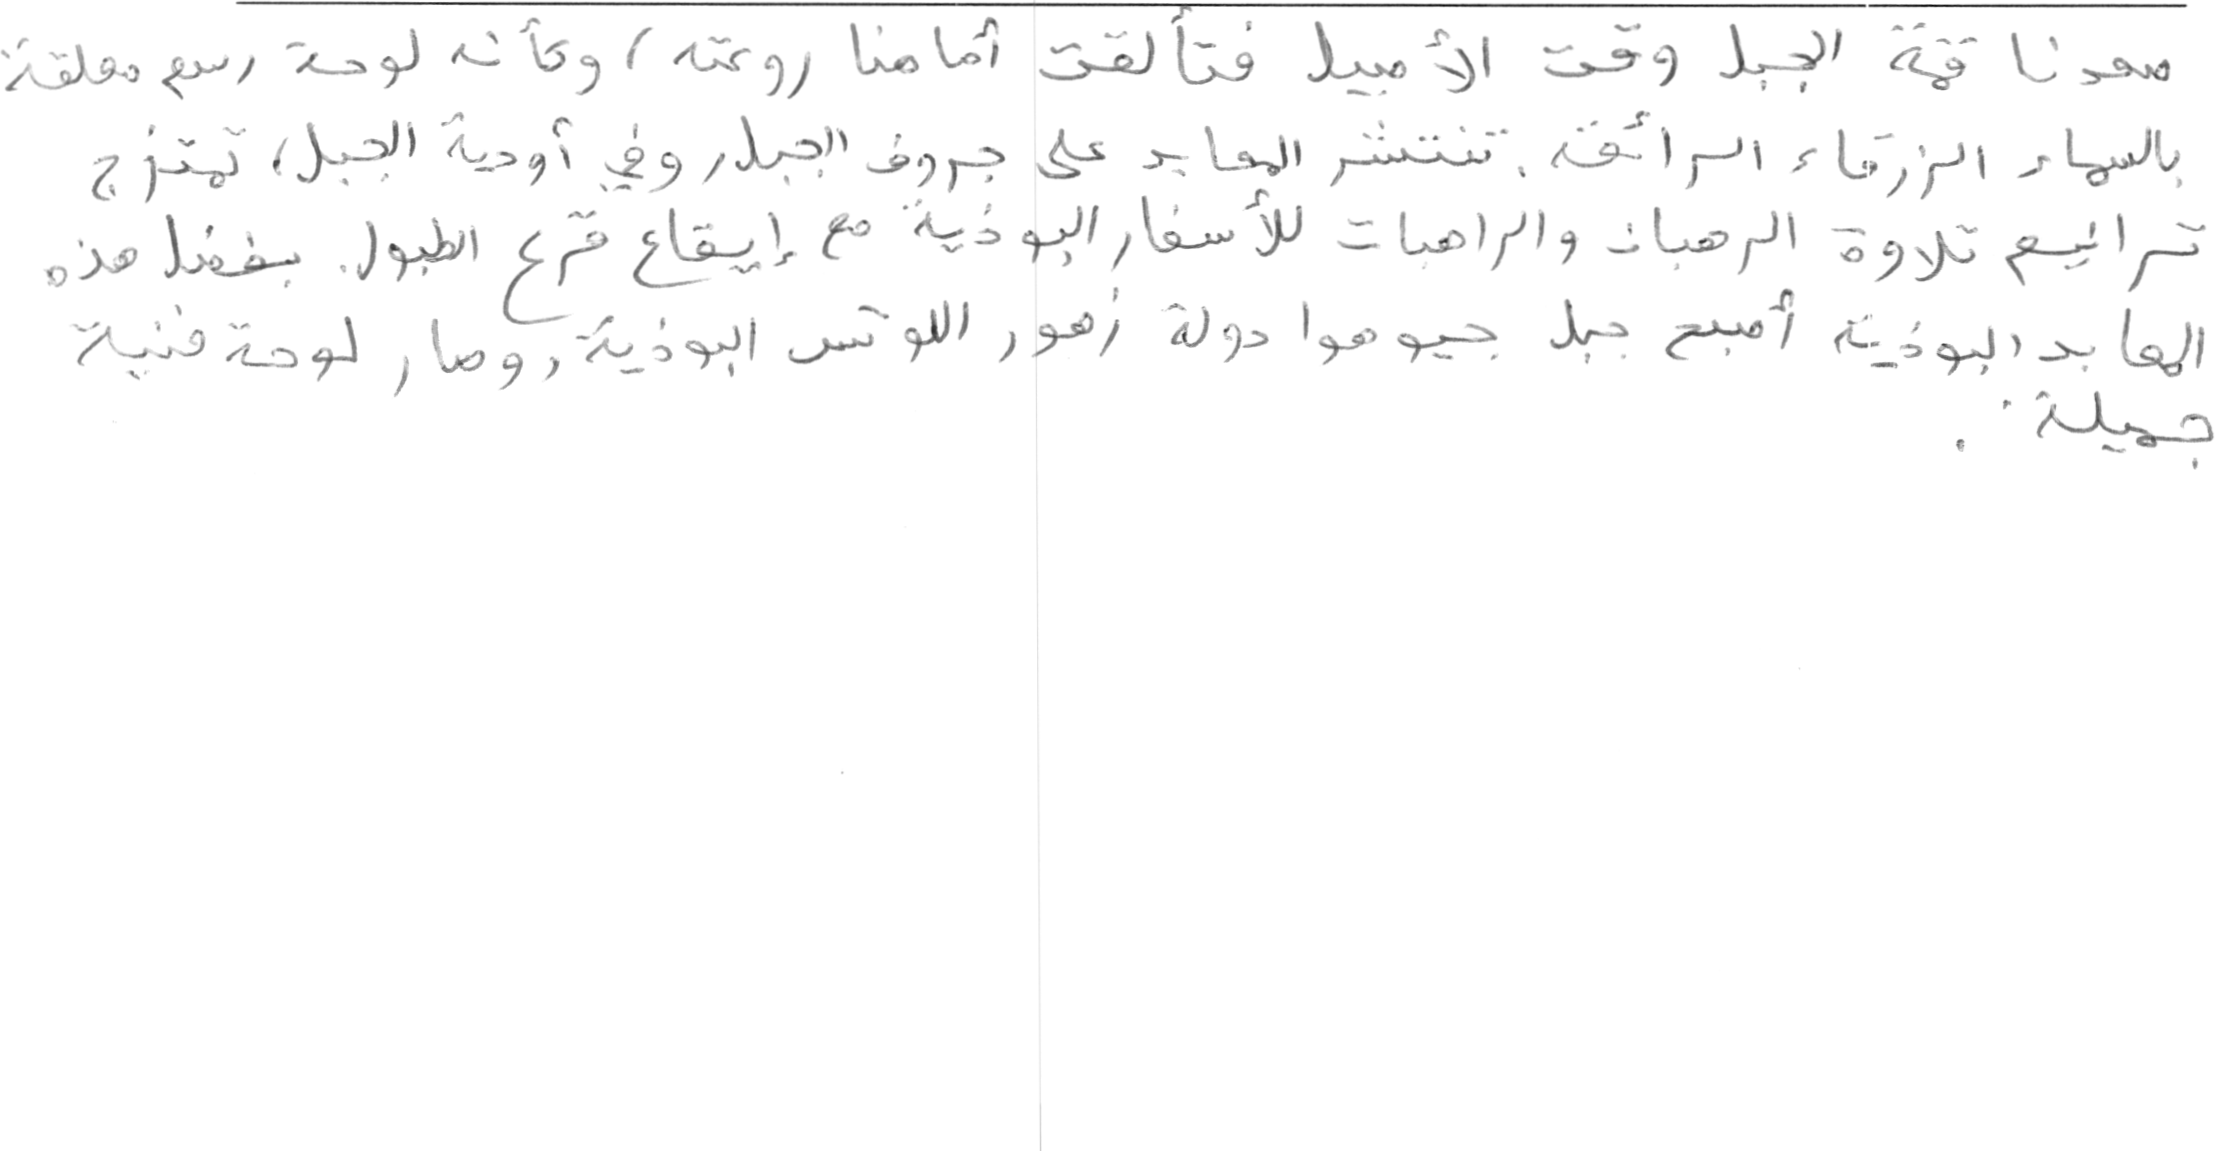 صعدنا قمة الجبل وقت الأصيل فتألقت أمامنا روعته، وكأنه لوحة رسم معلقة
بالسماء الزرقاء الرائقة. تنتشر المعابد على جروف الجبل، وفي أودية الجبل، تمتزج
ترانيم تلاوة الرهبان والراهبات للأسفار البوذية مع إيقاع قرع الطبول. بفضل هذه
المعابد البوذية أصبح جبل جيوهوا دولة زهور اللوتس البوذية، وصار لوحة فنية
جميلة.